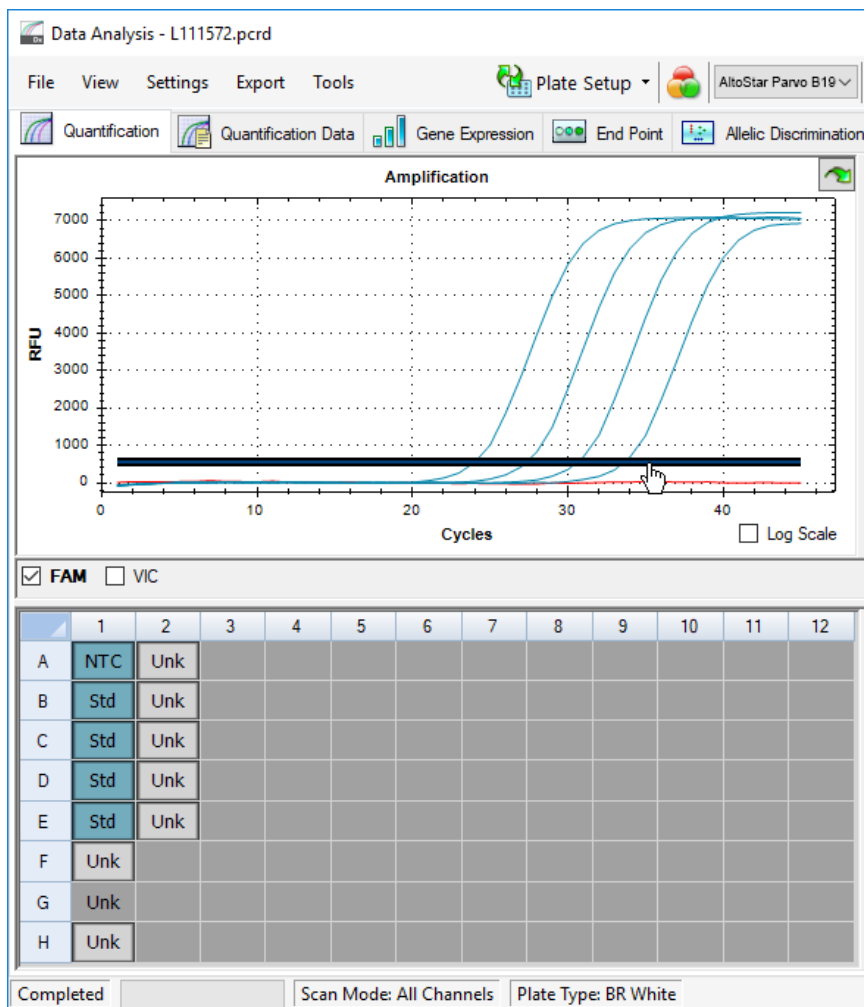 Data Analysis - L111572.pcrd
File View Settings Export Tools Plate Setup AltoStar Parvo B19
Quantification Quantification Data Gene Expression End Point Allelic Discrimination
Amplification
7000
6000
5000
4000
3000
2000
1000
0
RFU
0 10 20 30 40
Cycles
Log Scale
FAM VIC
1 2 3 4 5 6 7 8 9 10 11 12
A NTC Unk
B Std Unk
C Std Unk
D Std Unk
E Std Unk
F Unk
G Unk
H Unk
Completed Scan Mode: All Channels Plate Type: BR White